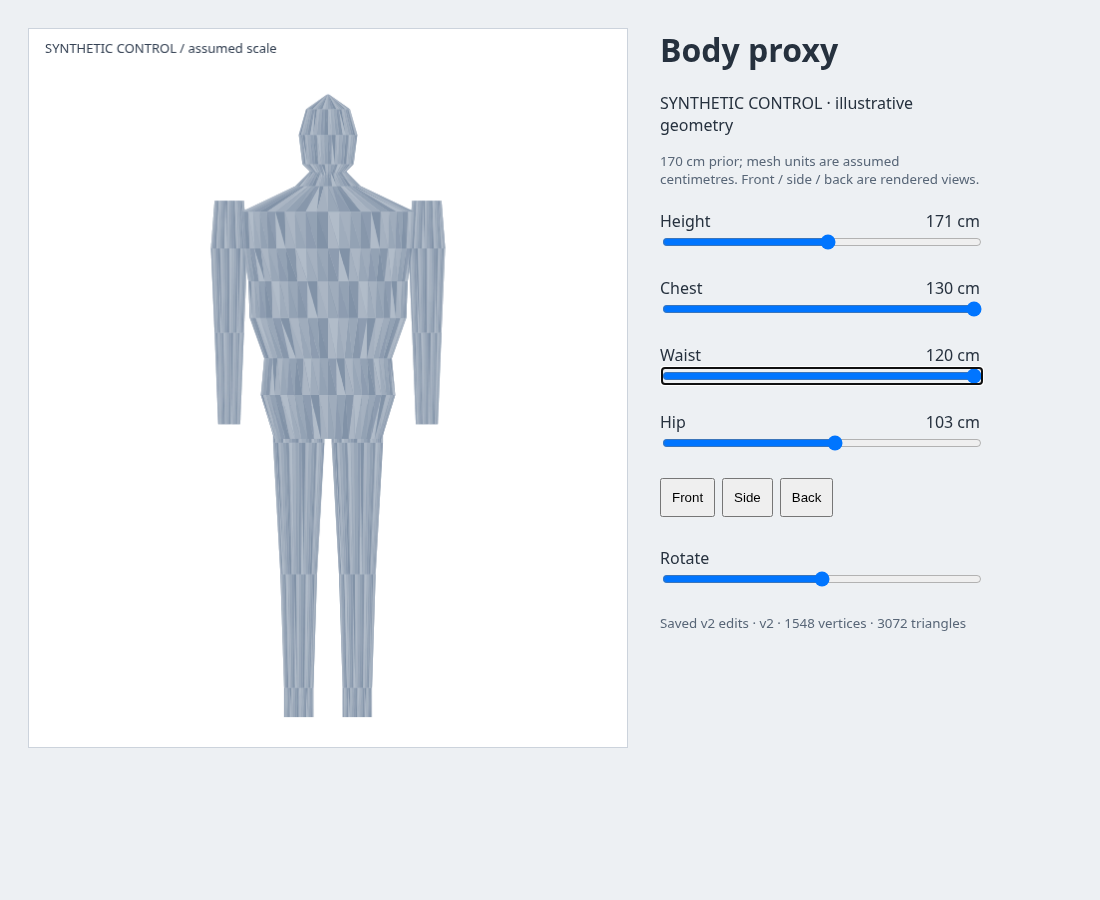 SYNTHETIC CONTROL / assumed scale
Body proxy
SYNTHETIC CONTROL · illustrative
geometry
170 cm prior; mesh units are assumed
centimetres. Front / side / back are rendered views.
Height 171 cm
Chest 130 cm
Waist 120 cm
Hip 103 cm
Front Side Back
Rotate
Saved v2 edits · v2 · 1548 vertices · 3072 triangles